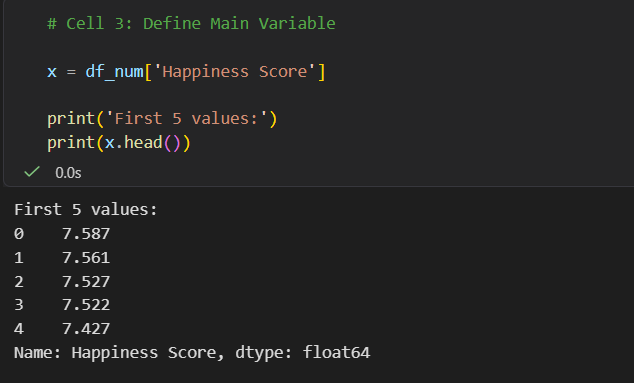 # Cell 3: Define Main Variable
x = df_num['Happiness Score']
print('First 5 values:')
print(x.head())
0.0s
First 5 values:
0    7.587
1    7.561
2    7.527
3    7.522
4    7.427
Name: Happiness Score, dtype: float64